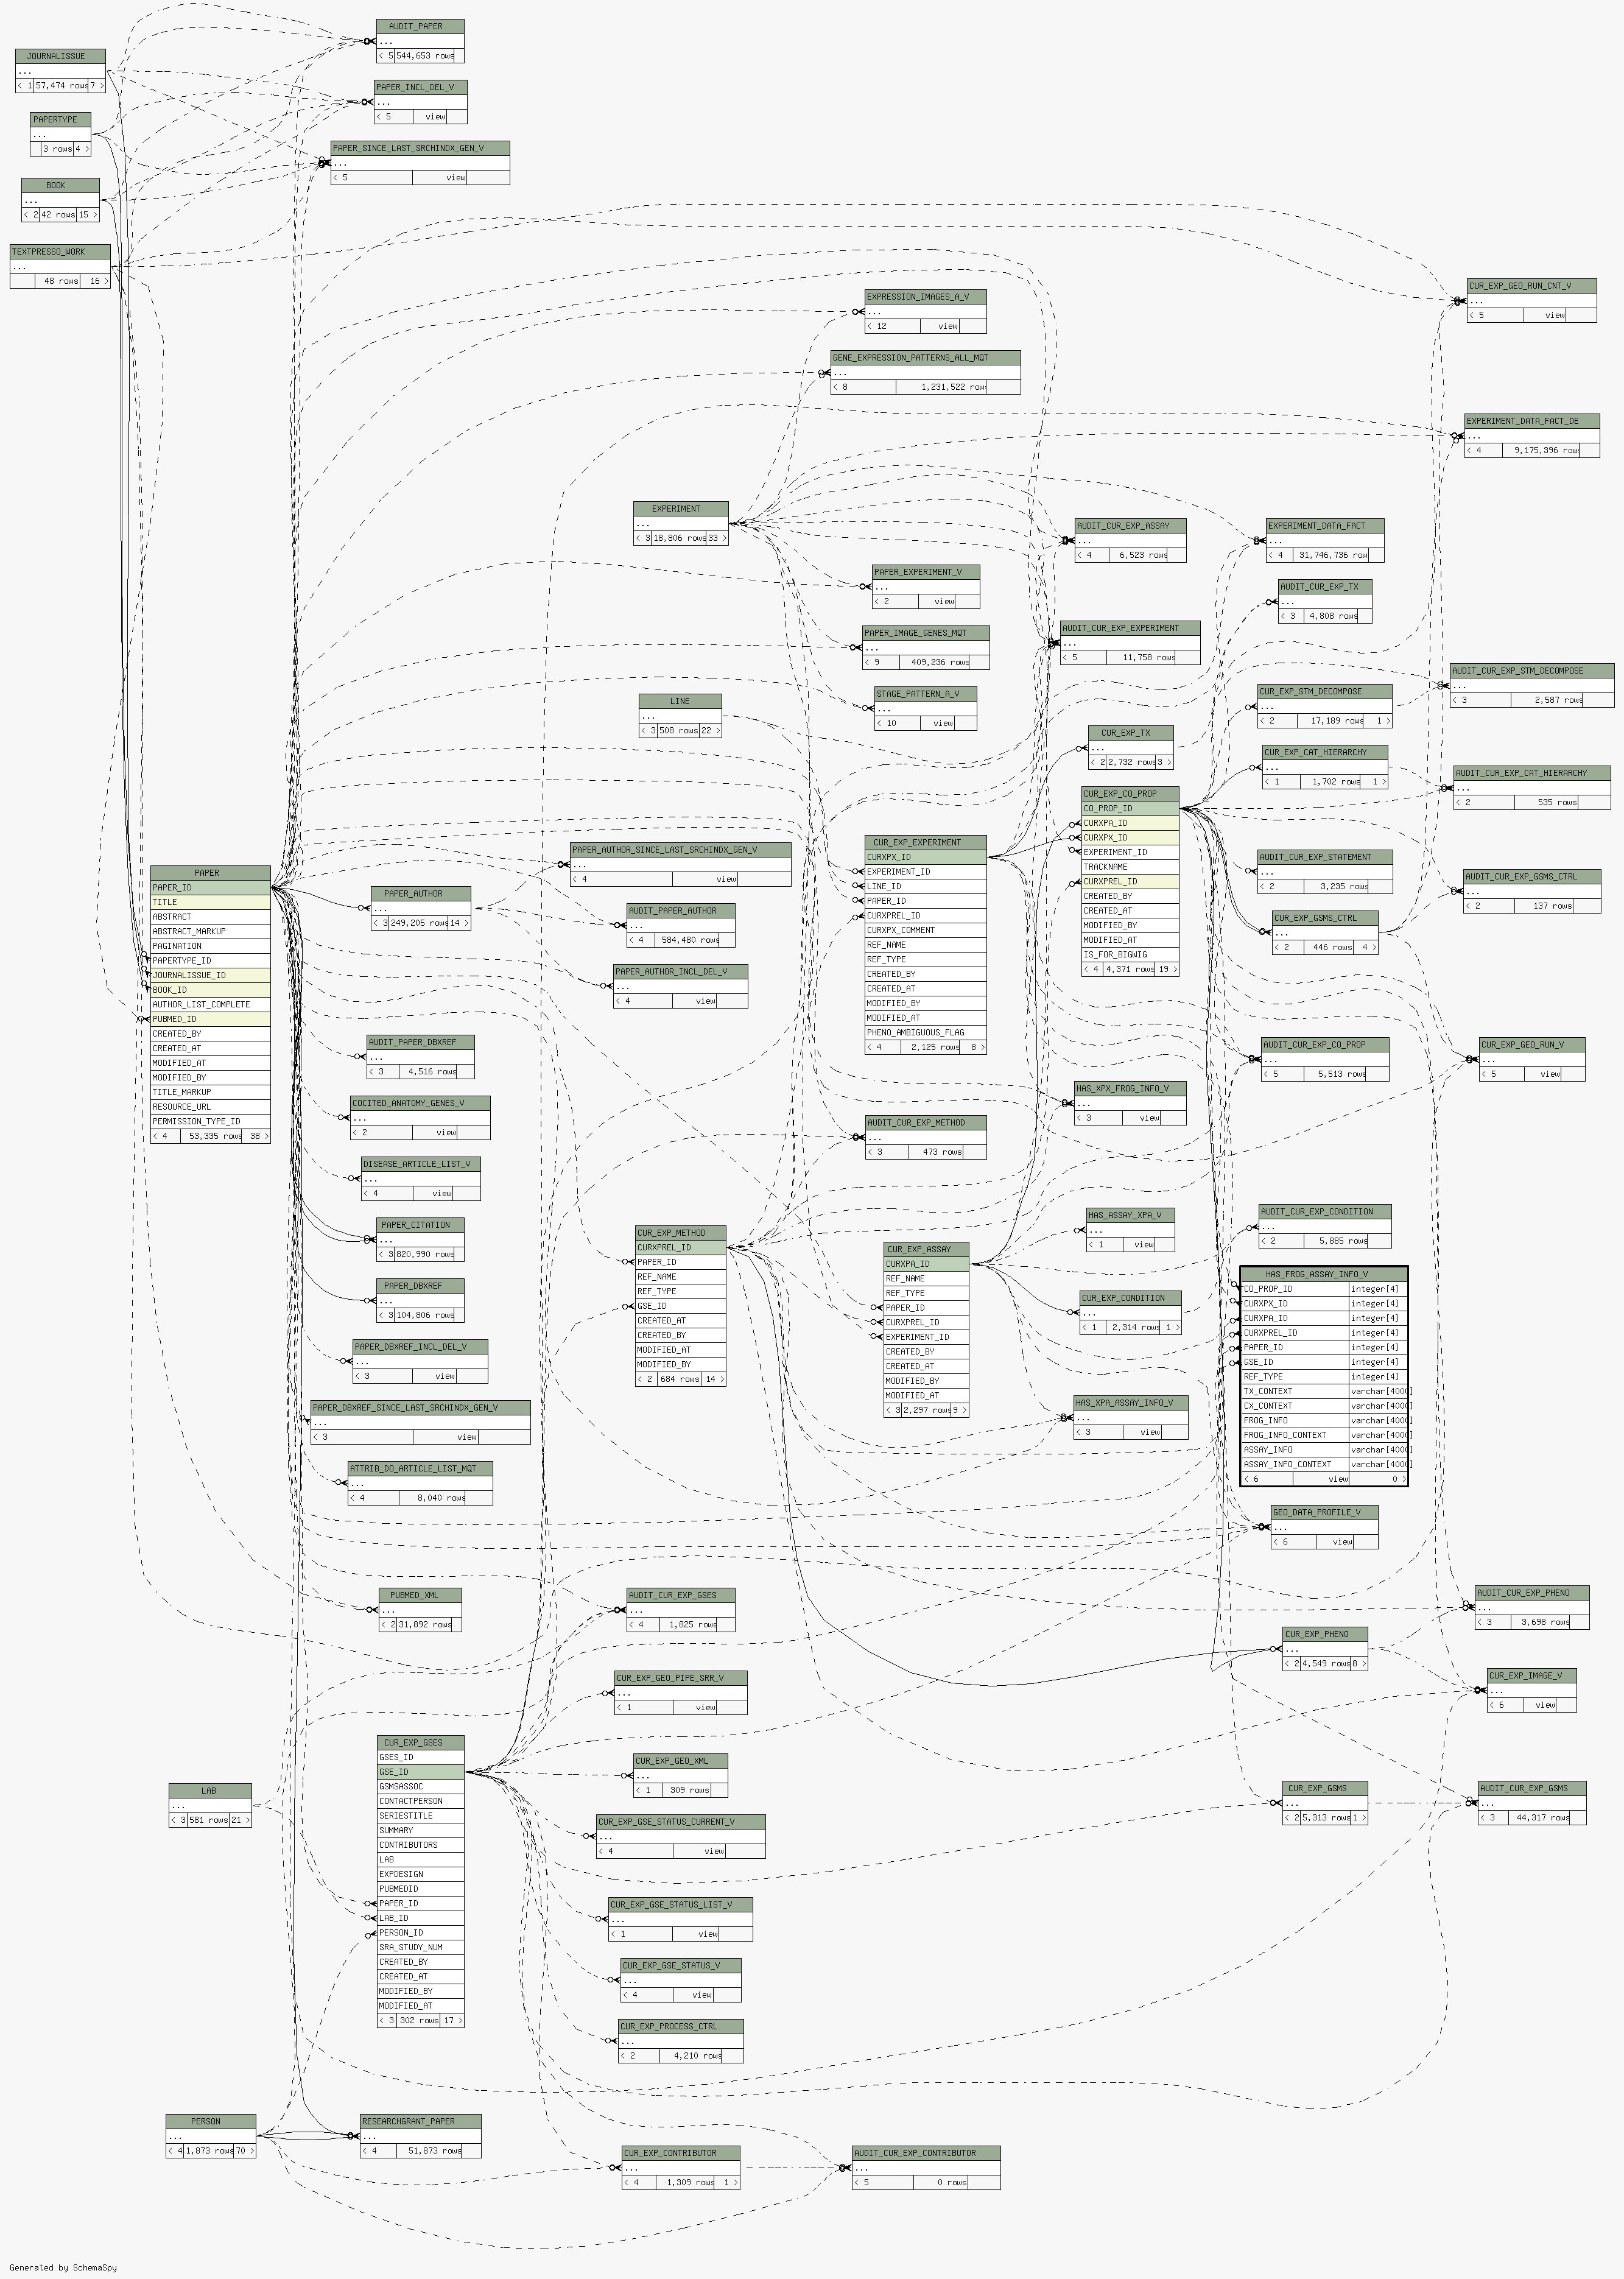 AUDIT_PAPER
...
< 5 544,653 rows
JOURNALISSUE
...
< 1 57,474 rows 7 >
PAPER_INCL_DEL_V
...
< 5 view
PAPERTYPE
...
3 rows 4 >
PAPER_SINCE_LAST_SRCHINDX_GEN_V
...
< 5 view
BOOK
...
< 2 42 rows 15 >
TEXTPRESSO_WORK
...
48 rows 16 >
CUR_EXP_GEO_RUN_CNT_V
...
< 5 view
EXPRESSION_IMAGES_A_V
...
< 12 view
GENE_EXPRESSION_PATTERNS_ALL_MQT
...
< 8 1,231,522 row
EXPERIMENT_DATA_FACT_DE
...
< 4 9,175,396 row
EXPERIMENT
...
< 3 18,806 rows 33 >
AUDIT_CUR_EXP_ASSAY
...
< 4 6,523 rows
EXPERIMENT_DATA_FACT
...
< 4 31,746,736 row
PAPER_EXPERIMENT_V
...
< 2 view
AUDIT_CUR_EXP_TX
...
< 3 4,808 rows
PAPER_IMAGE_GENES_MQT
...
< 9 409,236 rows
AUDIT_CUR_EXP_EXPERIMENT
...
< 5 11,758 rows
STAGE_PATTERN_A_V
...
< 10 view
LINE
...
< 3 508 rows 22 >
CUR_EXP_STM_DECOMPOSE
...
< 2 17,189 rows 1 >
AUDIT_CUR_EXP_STM_DECOMPOSE
...
< 3 2,587 rows
CUR_EXP_TX
...
< 2 2,732 rows 3 >
CUR_EXP_CAT_HIERARCHY
...
< 1 1,702 rows 1 >
AUDIT_CUR_EXP_CAT_HIERARCHY
...
< 2 535 rows
CUR_EXP_CO_PROP
CO_PROP_ID
CURXPA_ID
CURXPX_ID
EXPERIMENT_ID
TRACKNAME
CURXPREL_ID
CREATED_BY
CREATED_AT
MODIFIED_BY
MODIFIED_AT
IS_FOR_BIGWIG
< 4 4,371 rows 19 >
CUR_EXP_EXPERIMENT
CURXPX_ID
EXPERIMENT_ID
LINE_ID
PAPER_ID
CURXPREL_ID
CURXPX_COMMENT
REF_NAME
REF_TYPE
CREATED_BY
CREATED_AT
MODIFIED_BY
MODIFIED_AT
PHENO_AMBIGUOUS_FLAG
< 4 2,125 rows 8 >
AUDIT_CUR_EXP_STATEMENT
...
< 2 3,235 rows
AUDIT_CUR_EXP_GSMS_CTRL
...
< 2 137 rows
CUR_EXP_GSMS_CTRL
...
< 2 446 rows 4 >
PAPER
PAPER_ID
TITLE
ABSTRACT
ABSTRACT_MARKUP
PAGINATION
PAPERTYPE_ID
JOURNALISSUE_ID
BOOK_ID
AUTHOR_LIST_COMPLETE
PUBMED_ID
CREATED_BY
CREATED_AT
MODIFIED_AT
MODIFIED_BY
TITLE_MARKUP
RESOURCE_URL
PERMISSION_TYPE_ID
< 4 53,335 rows 38 >
PAPER_AUTHOR_SINCE_LAST_SRCHINDX_GEN_V
...
< 4 view
PAPER_AUTHOR
...
< 3 249,205 rows 14 >
AUDIT_PAPER_AUTHOR
...
< 4 584,480 rows
PAPER_AUTHOR_INCL_DEL_V
...
< 4 view
AUDIT_PAPER_DBXREF
...
< 3 4,516 rows
AUDIT_CUR_EXP_CO_PROP
...
< 5 5,513 rows
CUR_EXP_GEO_RUN_V
...
< 5 view
HAS_XPX_FROG_INFO_V
...
< 3 view
COCITED_ANATOMY_GENES_V
...
< 2 view
AUDIT_CUR_EXP_METHOD
...
< 3 473 rows
DISEASE_ARTICLE_LIST_V
...
< 4 view
PAPER_CITATION
...
< 3 820,990 rows
CUR_EXP_METHOD
CURXPREL_ID
PAPER_ID
REF_NAME
REF_TYPE
GSE_ID
CREATED_AT
CREATED_BY
MODIFIED_AT
MODIFIED_BY
< 2 684 rows 14 >
HAS_ASSAY_XPA_V
...
< 1 view
AUDIT_CUR_EXP_CONDITION
...
< 2 5,885 rows
CUR_EXP_ASSAY
CURXPA_ID
REF_NAME
REF_TYPE
PAPER_ID
CURXPREL_ID
EXPERIMENT_ID
CREATED_BY
CREATED_AT
MODIFIED_BY
MODIFIED_AT
< 3 2,297 rows 9 >
CUR_EXP_CONDITION
...
< 1 2,314 rows 1 >
HAS_FROG_ASSAY_INFO_V
CO_PROP_ID integer[4]
CURXPX_ID integer[4]
CURXPA_ID integer[4]
CURXPREL_ID integer[4]
PAPER_ID integer[4]
GSE_ID integer[4]
REF_TYPE integer[4]
TX_CONTEXT varchar[4000]
CX_CONTEXT varchar[4000]
FROG_INFO varchar[4000]
FROG_INFO_CONTEXT varchar[4000]
ASSAY_INFO varchar[4000]
ASSAY_INFO_CONTEXT varchar[4000]
< 6 view 0 >
PAPER_DBXREF
...
< 3 104,806 rows
PAPER_DBXREF_INCL_DEL_V
...
< 3 view
PAPER_DBXREF_SINCE_LAST_SRCHINDX_GEN_V
...
< 3 view
HAS_XPA_ASSAY_INFO_V
...
< 3 view
ATTRIB_DO_ARTICLE_LIST_MQT
...
< 4 8,040 rows
GEO_DATA_PROFILE_V
...
< 6 view
PUBMED_XML
...
< 2 31,892 rows
AUDIT_CUR_EXP_GSES
...
< 4 1,825 rows
AUDIT_CUR_EXP_PHENO
...
< 3 3,698 rows
CUR_EXP_PHENO
...
< 2 4,549 rows 8 >
CUR_EXP_GEO_PIPE_SRR_V
...
< 1 view
CUR_EXP_IMAGE_V
...
< 6 view
CUR_EXP_GSES
GSES_ID
GSE_ID
GSMSASSOC
CONTACTPERSON
SERIESTITLE
SUMMARY
CONTRIBUTORS
LAB
EXPDESIGN
PUBMEDID
PAPER_ID
LAB_ID
PERSON_ID
SRA_STUDY_NUM
CREATED_BY
CREATED_AT
MODIFIED_BY
MODIFIED_AT
< 3 302 rows 17 >
CUR_EXP_GEO_XML
...
< 1 309 rows
LAB
...
< 3 581 rows 21 >
CUR_EXP_GSMS
...
< 2 5,313 rows 1 >
AUDIT_CUR_EXP_GSMS
...
< 3 44,317 rows
CUR_EXP_GSE_STATUS_CURRENT_V
...
< 4 view
CUR_EXP_GSE_STATUS_LIST_V
...
< 1 view
CUR_EXP_GSE_STATUS_V
...
< 4 view
CUR_EXP_PROCESS_CTRL
...
< 2 4,210 rows
PERSON
...
< 4 1,873 rows 70 >
RESEARCHGRANT_PAPER
...
< 4 51,873 rows
CUR_EXP_CONTRIBUTOR
...
< 4 1,309 rows 1 >
AUDIT_CUR_EXP_CONTRIBUTOR
...
< 5 0 rows
Generated by SchemaSpy